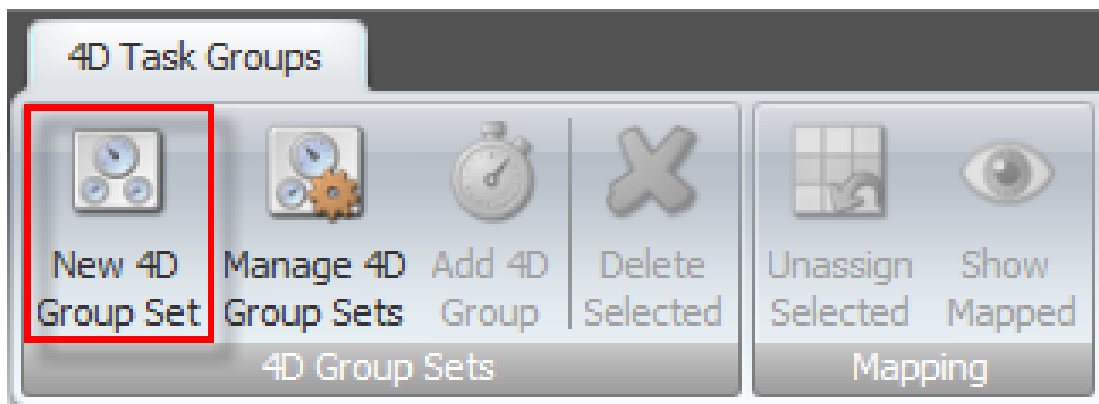 4D Task Groups
New 4D Group Set
Manage 4D Group Sets
Add 4D Group
Delete Selected
Unassign Selected
Show Mapped
4D Group Sets
Mapping